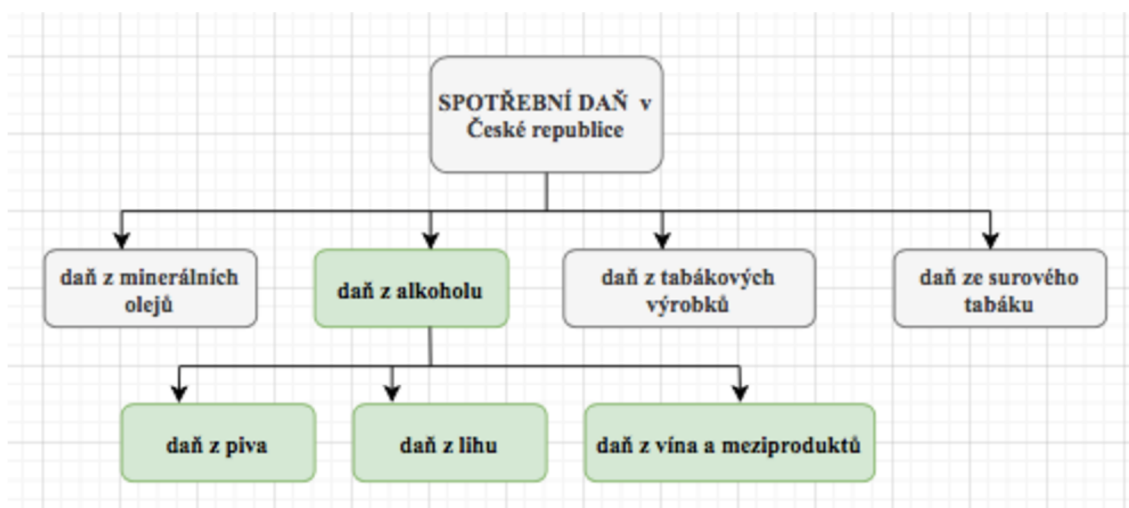 SPOTŘEBNÍ DAŇ v
České republice
daň z minerálních
olejů
daň z alkoholu
daň z tabákových
výrobků
daň ze surového
tabáku
daň z piva
daň z lihu
daň z vína a meziproduktů